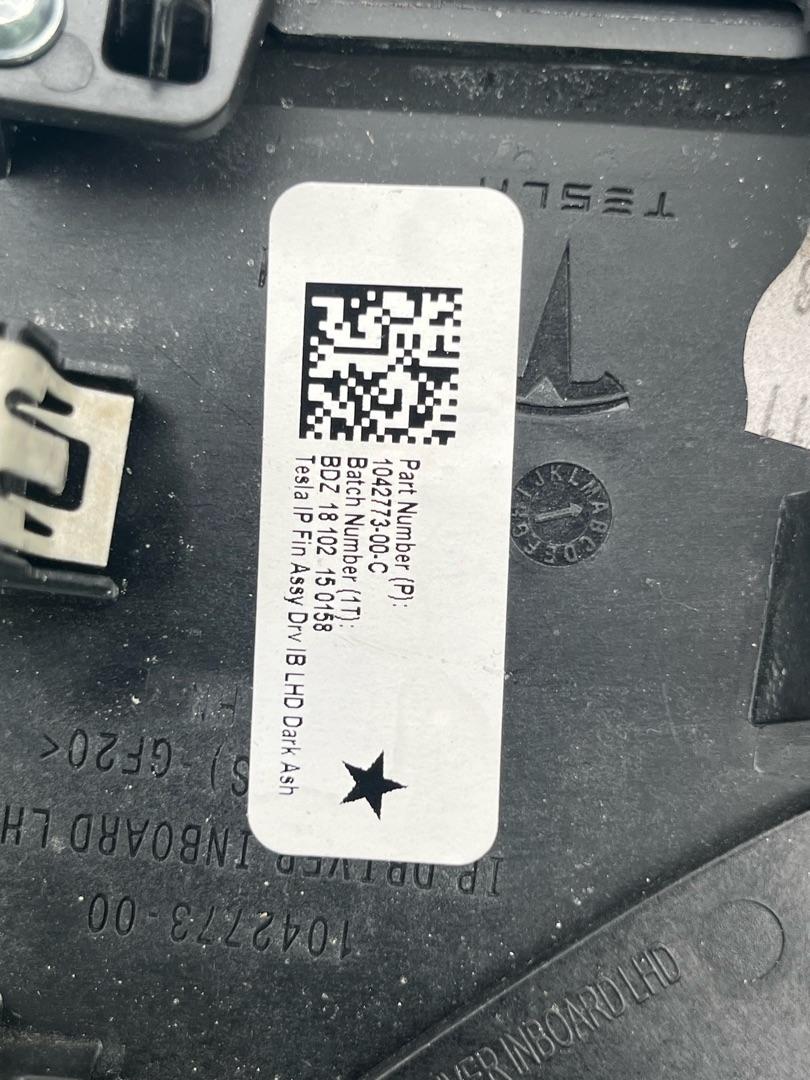 TESLA
Part Number (P):
1042773-00-C
Batch Number (1T):
BDZ 18 102 15 0158
Tesla IP Fin Assy Drv IB LHD Dark Ash
S) - GF20<
IP DRIVER INBOARD LH
1042773-00
INBOARD LHD